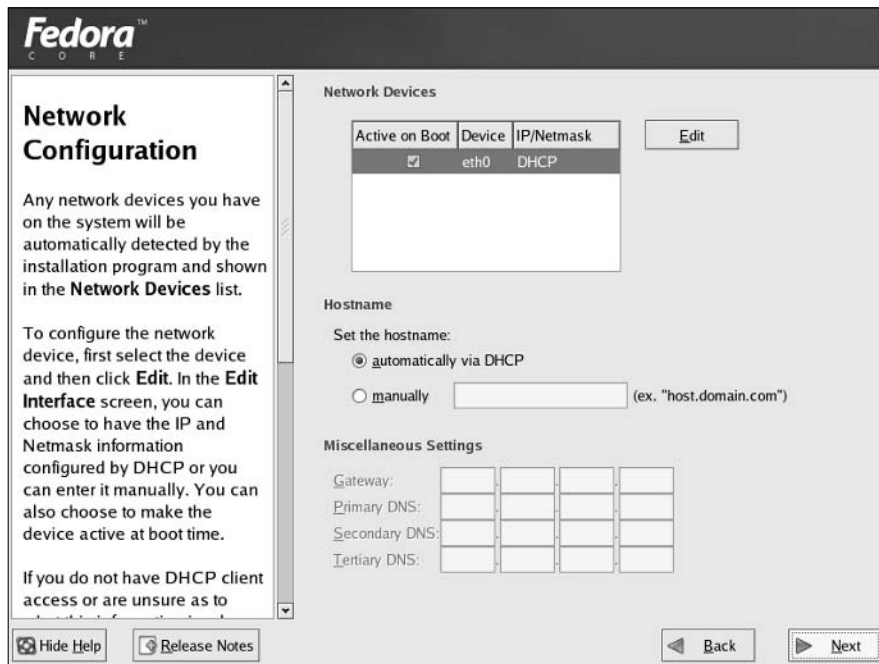 Fedora™
CORE
Network
Configuration
Any network devices you have
on the system will be
automatically detected by the
installation program and shown
in the Network Devices list.
To configure the network
device, first select the device
and then click Edit. In the Edit
Interface screen, you can
choose to have the IP and
Netmask information
configured by DHCP or you
can enter it manually. You can
also choose to make the
device active at boot time.
If you do not have DHCP client
access or are unsure as to
Hide Help
Release Notes
Network Devices
Active on Boot Device IP/Netmask
eth0 DHCP
Edit
Hostname
Set the hostname:
automatically via DHCP
manually (ex. "host.domain.com")
Miscellaneous Settings
Gateway:
Primary DNS:
Secondary DNS:
Tertiary DNS:
Back
Next